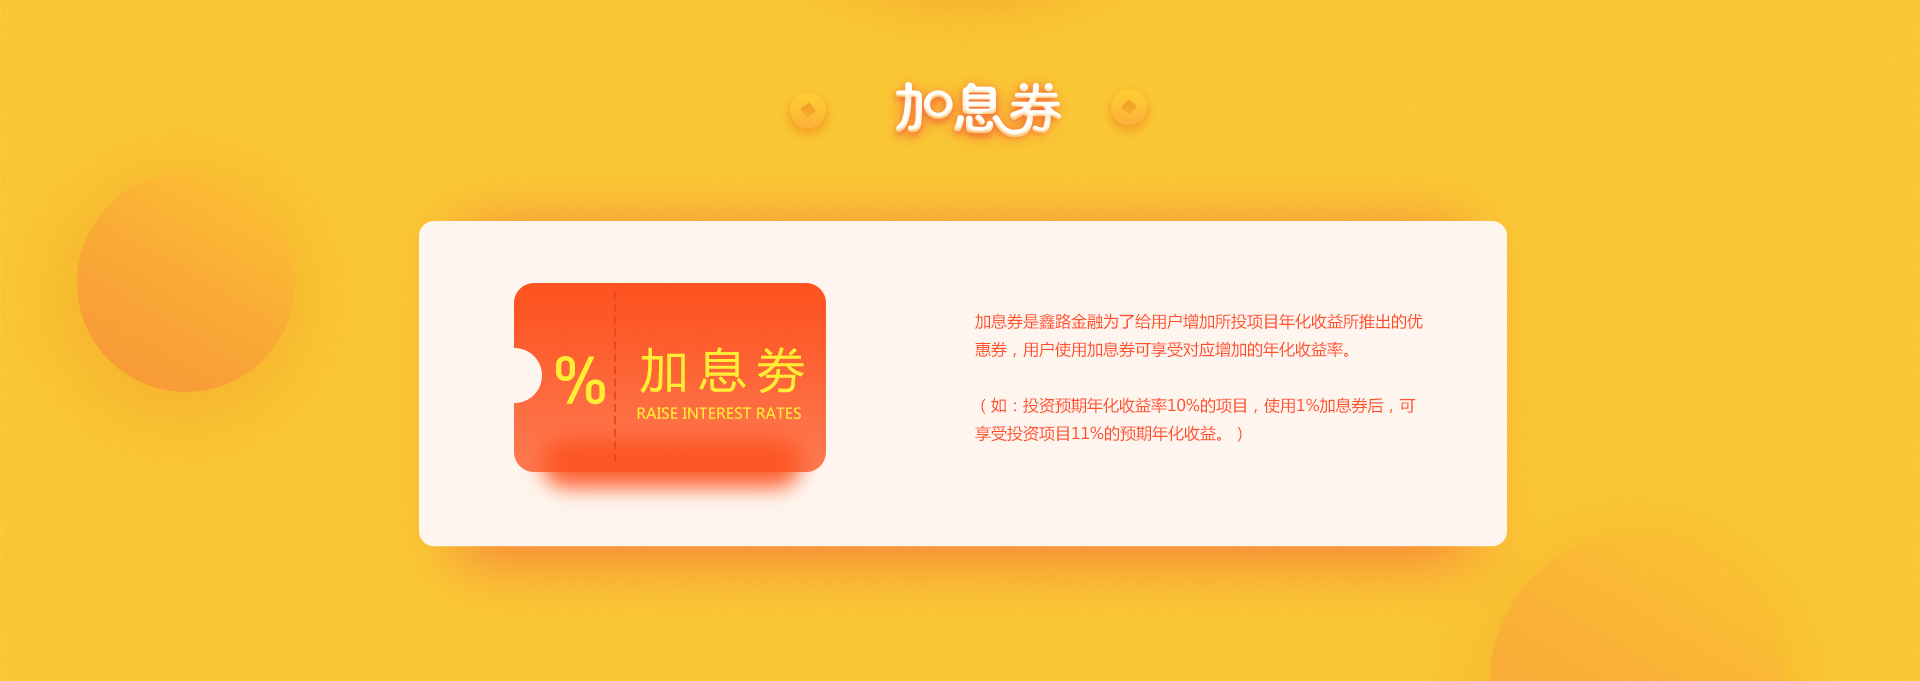 加息券
%
加息券
RAISE INTEREST RATES
加息券是鑫路金融为了给用户增加所投项目年化收益所推出的优
惠券，用户使用加息券可享受对应增加的年化收益率。
（如：投资预期年化收益率10%的项目，使用1%加息券后，可
享受投资项目11%的预期年化收益。）